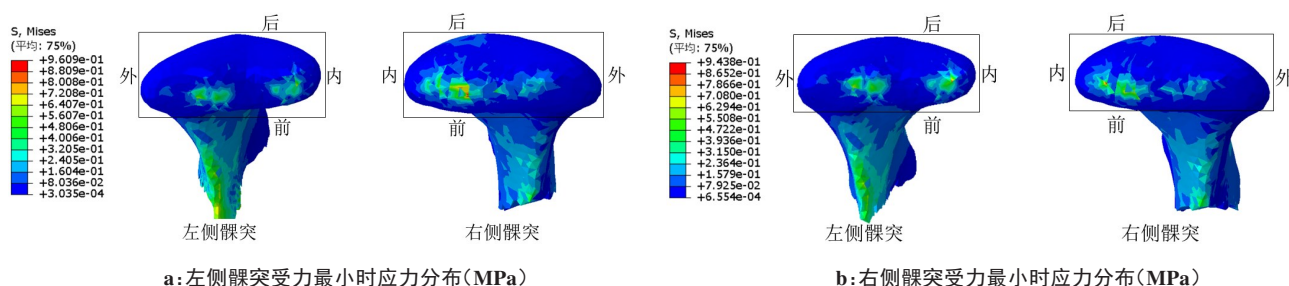 S, Mises
(平均: 75%)
+9.609e-01
+8.809e-01
+8.008e-01
+7.208e-01
+6.407e-01
+5.607e-01
+4.806e-01
+4.006e-01
+3.205e-01
+2.405e-01
+1.604e-01
+8.036e-02
+3.035e-04
后
外
内
前
左侧髁突
后
内
外
前
右侧髁突
a:左侧髁突受力最小时应力分布(MPa)
S, Mises
(平均: 75%)
+9.438e-01
+8.652e-01
+7.866e-01
+7.080e-01
+6.294e-01
+5.508e-01
+4.722e-01
+3.936e-01
+3.150e-01
+2.364e-01
+1.579e-01
+7.925e-02
+6.554e-04
后
外
内
前
左侧髁突
后
内
外
前
右侧髁突
b:右侧髁突受力最小时应力分布(MPa)